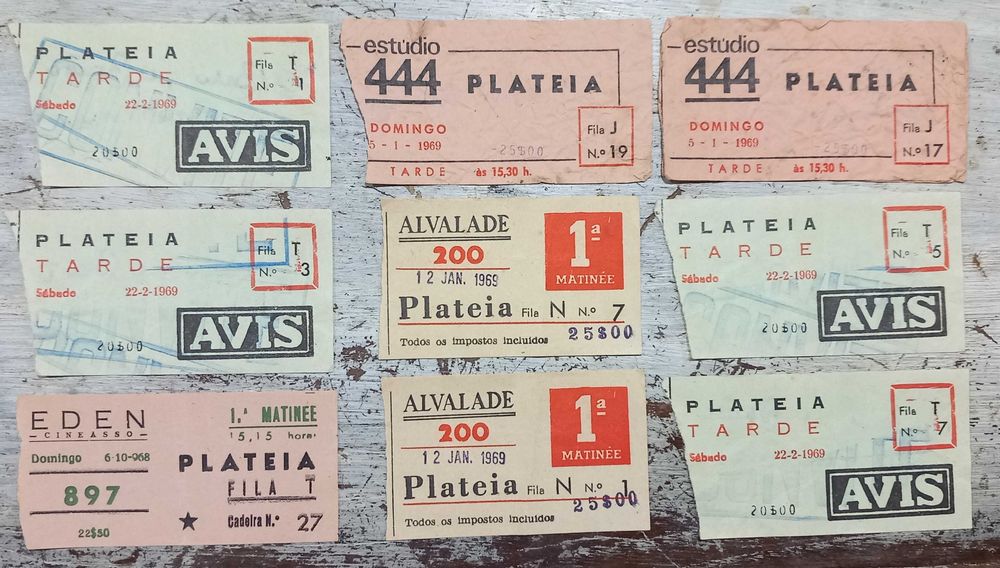 PLATEIA
TARDE
Sábado 22-2-1969
Fila T
N.º 1
20$00
AVIS
estúdio
444 PLATEIA
DOMINGO
5-1-1969
-25$00
Fila J
N.º 19
TARDE às 15,30 h.
estúdio
444 PLATEIA
DOMINGO
5-1-1969
25$00
Fila J
N.º 17
TARDE às 15,30 h.
PLATEIA
TARDE
Sábado 22-2-1969
Fila T
N.º 3
20$00
AVIS
ALVALADE
200
12 JAN. 1969
1ª
MATINÉE
Plateia Fila N N.º 7
25$00
Todos os impostos incluidos
PLATEIA
TARDE
Sábado 22-2-1969
Fila T
N.º 5
20$00
AVIS
EDEN
CINEASSO
1.ª MATINEE
15,15 horas
Domingo 6-10-968
PLATEIA
897
FILA T
Cadeira N.º 27
22$50
ALVALADE
200
12 JAN. 1969
1ª
MATINÉE
Plateia Fila N N.º 1
25$00
Todos os impostos incluidos
PLATEIA
TARDE
Sábado 22-2-1969
Fila T
N.º 7
20$00
AVIS